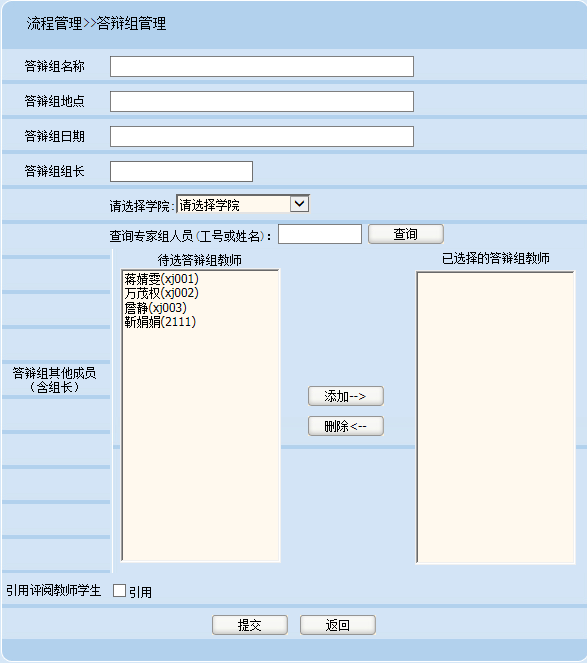 流程管理>>答辩组管理
答辩组名称
答辩组地点
答辩组日期
答辩组组长
请选择学院: 请选择学院
查询专家组人员(工号或姓名)： 查询
待选答辩组教师 已选择的答辩组教师
蒋婧雯(xj001)
万茂权(xj002)
詹静(xj003)
靳娟娟(2111)
答辩组其他成员
（含组长）
添加-->
删除<--
引用评阅教师学生 引用
提交 返回